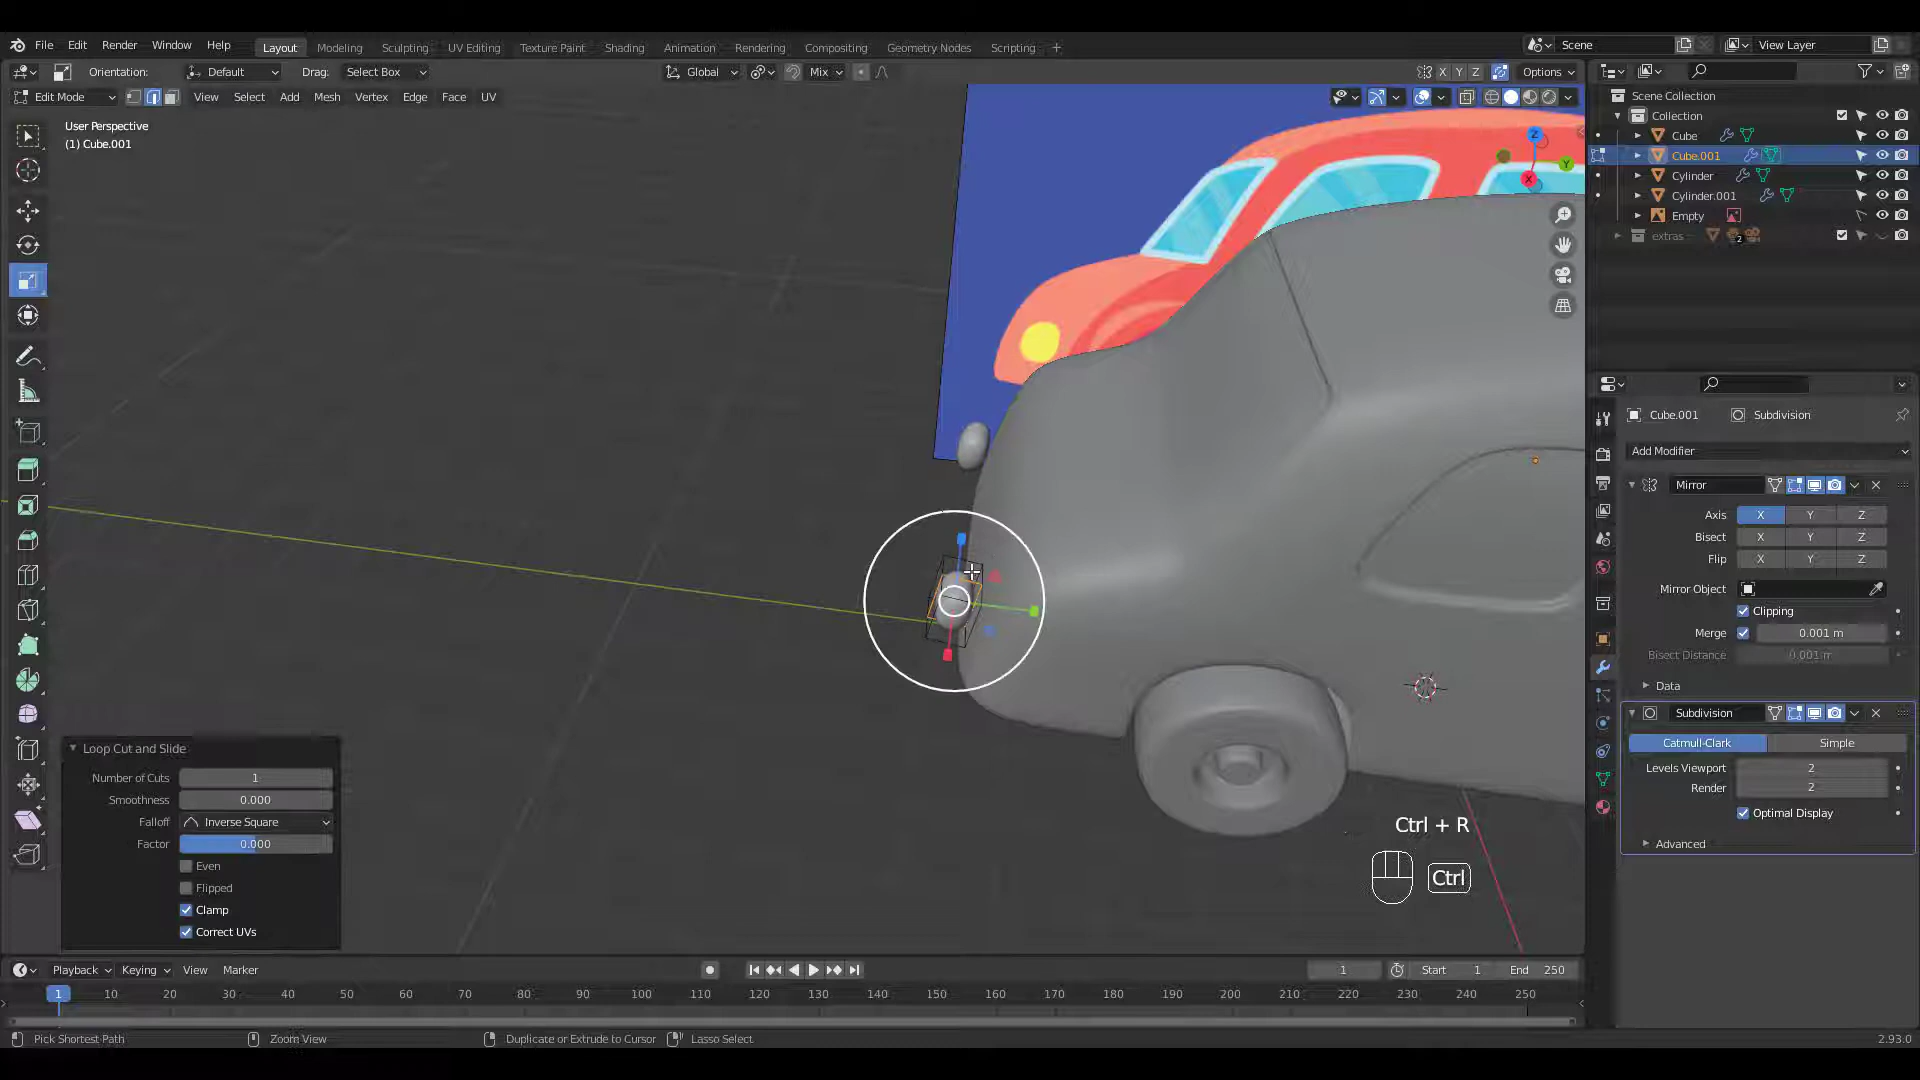 File Edit Render Window Help Layout Modeling Sculpting UV Editing Texture Paint Shading Animation Rendering Compositing Geometry Nodes Scripting + Scene View Layer
Orientation: Default Drag: Select Box Global Mix X Y Z Options
Edit Mode View Select Add Mesh Vertex Edge Face UV
User Perspective
(1) Cube.001
Z
Y
X
Scene Collection
Collection
Cube
Cube.001
Cylinder
Cylinder.001
Empty
extras 2
Cube.001 Subdivision
Add Modifier
Mirror
Axis X Y Z
Bisect X Y Z
Flip X Y Z
Mirror Object
Clipping
Merge 0.001 m
Bisect Distance 0.001 m
Data
Subdivision
Catmull-Clark Simple
Levels Viewport 2
Render 2
Optimal Display
Advanced
Loop Cut and Slide
Number of Cuts 1
Smoothness 0.000
Falloff Inverse Square
Factor 0.000
Even
Flipped
Clamp
Correct UVs
Ctrl + R
Ctrl
Playback Keying View Marker 1 Start 1 End 250
1 10 20 30 40 50 60 70 80 90 100 110 120 130 140 150 160 170 180 190 200 210 220 230 240 250
Pick Shortest Path Zoom View Duplicate or Extrude to Cursor Lasso Select 2.93.0